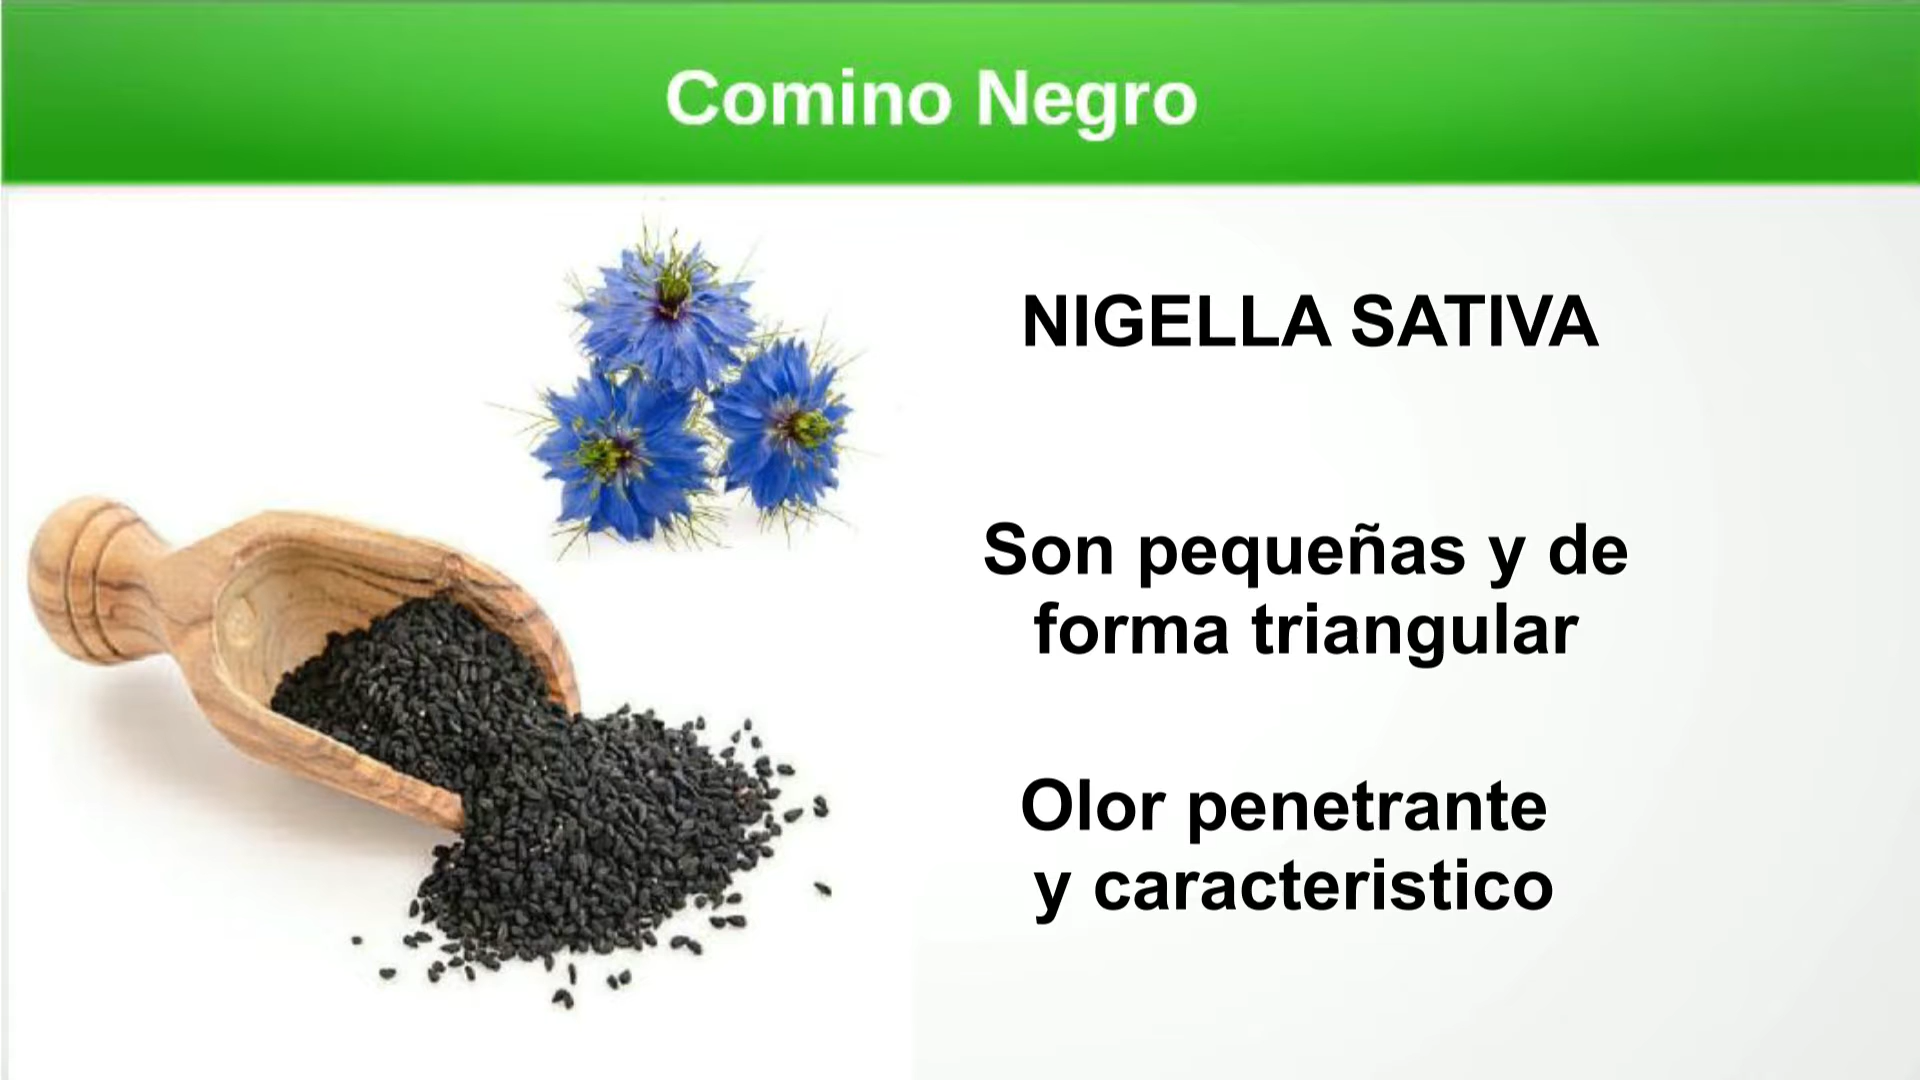 Comino Negro
NIGELLA SATIVA
Son pequeñas y de
forma triangular
Olor penetrante
y caracteristico